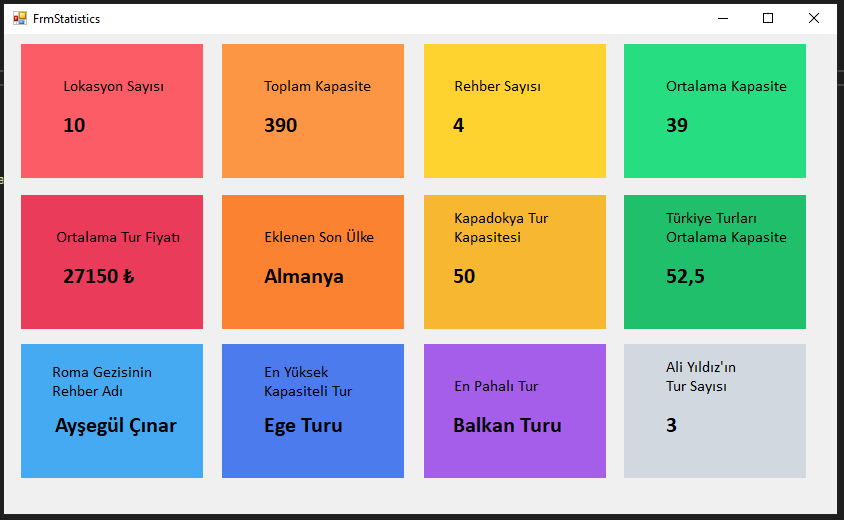 FrmStatistics
Lokasyon Sayısı
10
Toplam Kapasite
390
Rehber Sayısı
4
Ortalama Kapasite
39
Ortalama Tur Fiyatı
27150 ₺
Eklenen Son Ülke
Almanya
Kapadokya Tur
Kapasitesi
50
Türkiye Turları
Ortalama Kapasite
52,5
Roma Gezisinin
Rehber Adı
Ayşegül Çınar
En Yüksek
Kapasiteli Tur
Ege Turu
En Pahalı Tur
Balkan Turu
Ali Yıldız'ın
Tur Sayısı
3